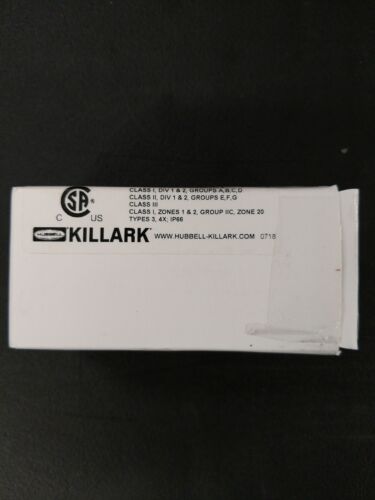 CLASS I, DIV 1 & 2, GROUPS A,B,C,D
CLASS II, DIV 1 & 2, GROUPS E,F,G
CLASS III
CLASS I, ZONES 1 & 2, GROUP IIC, ZONE 20
TYPES 3, 4X; IP66
SA ®
C US
HUBBELL KILLARK® WWW.HUBBELL-KILLARK.COM 0718